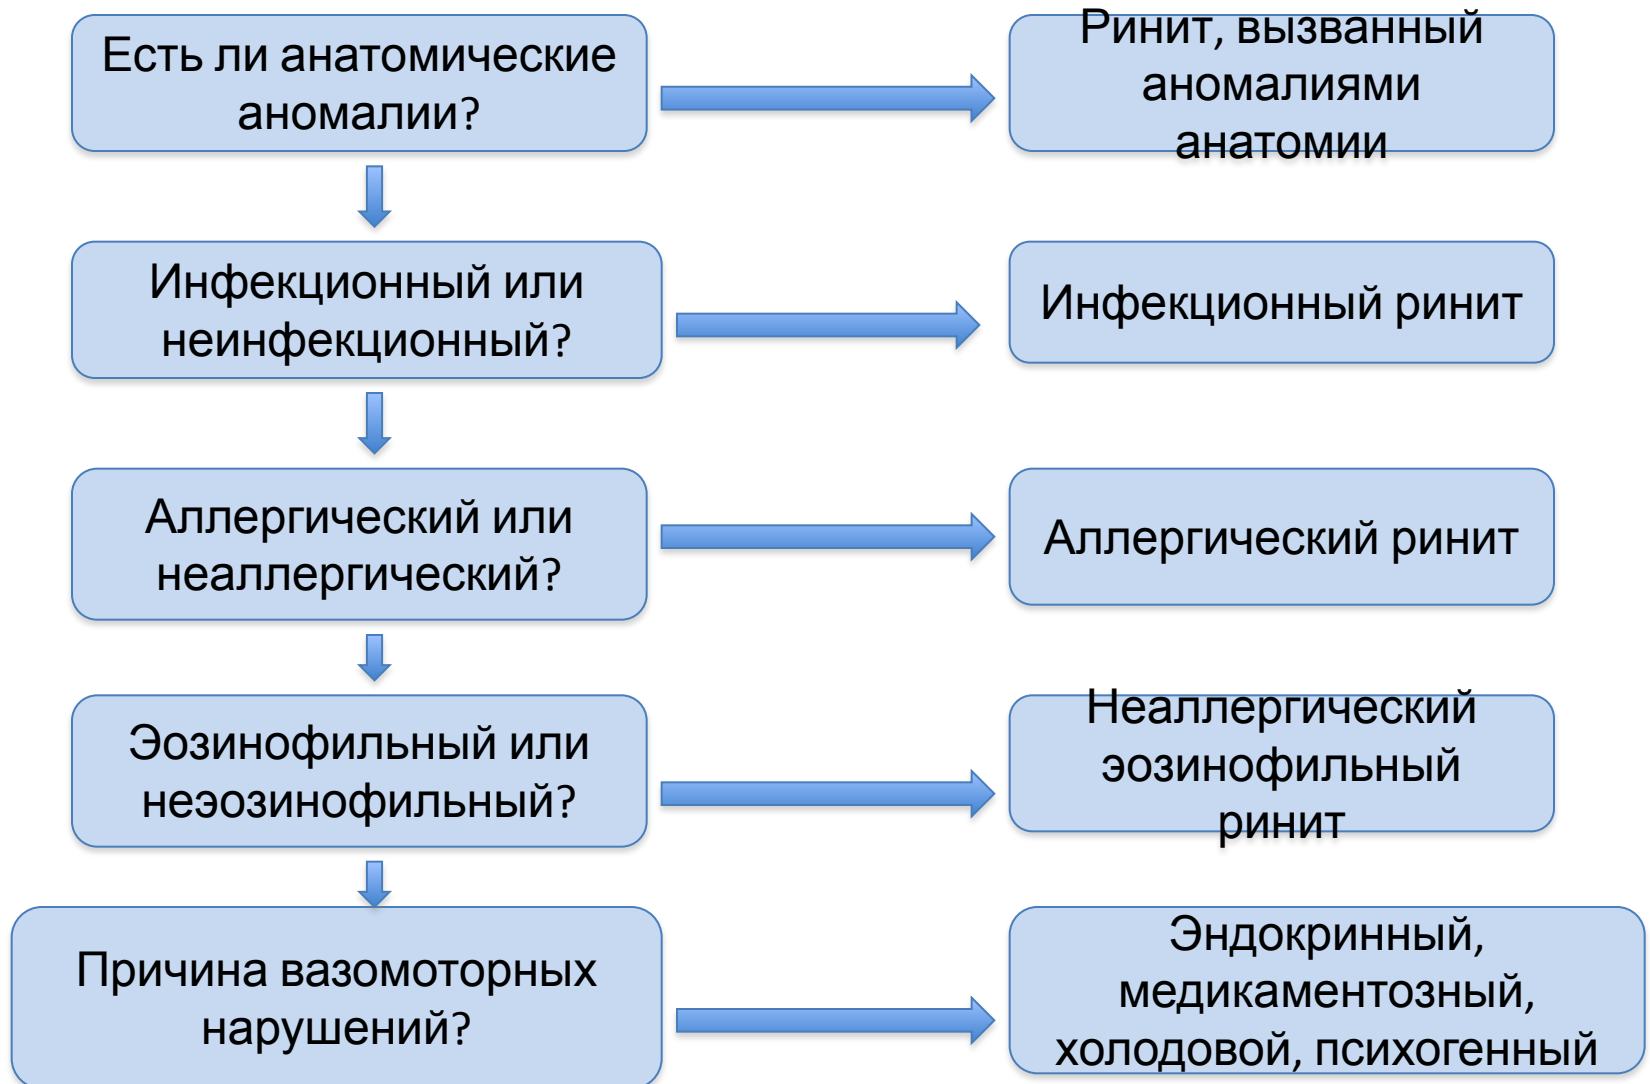 Есть ли анатомические
аномалии?
Ринит, вызванный
аномалиями
анатомии
Инфекционный или
неинфекционный?
Инфекционный ринит
Аллергический или
неаллергический?
Аллергический ринит
Эозинофильный или
неэозинофильный?
Неаллергический
эозинофильный
ринит
Причина вазомоторных
нарушений?
Эндокринный,
медикаментозный,
холодовой, психогенный